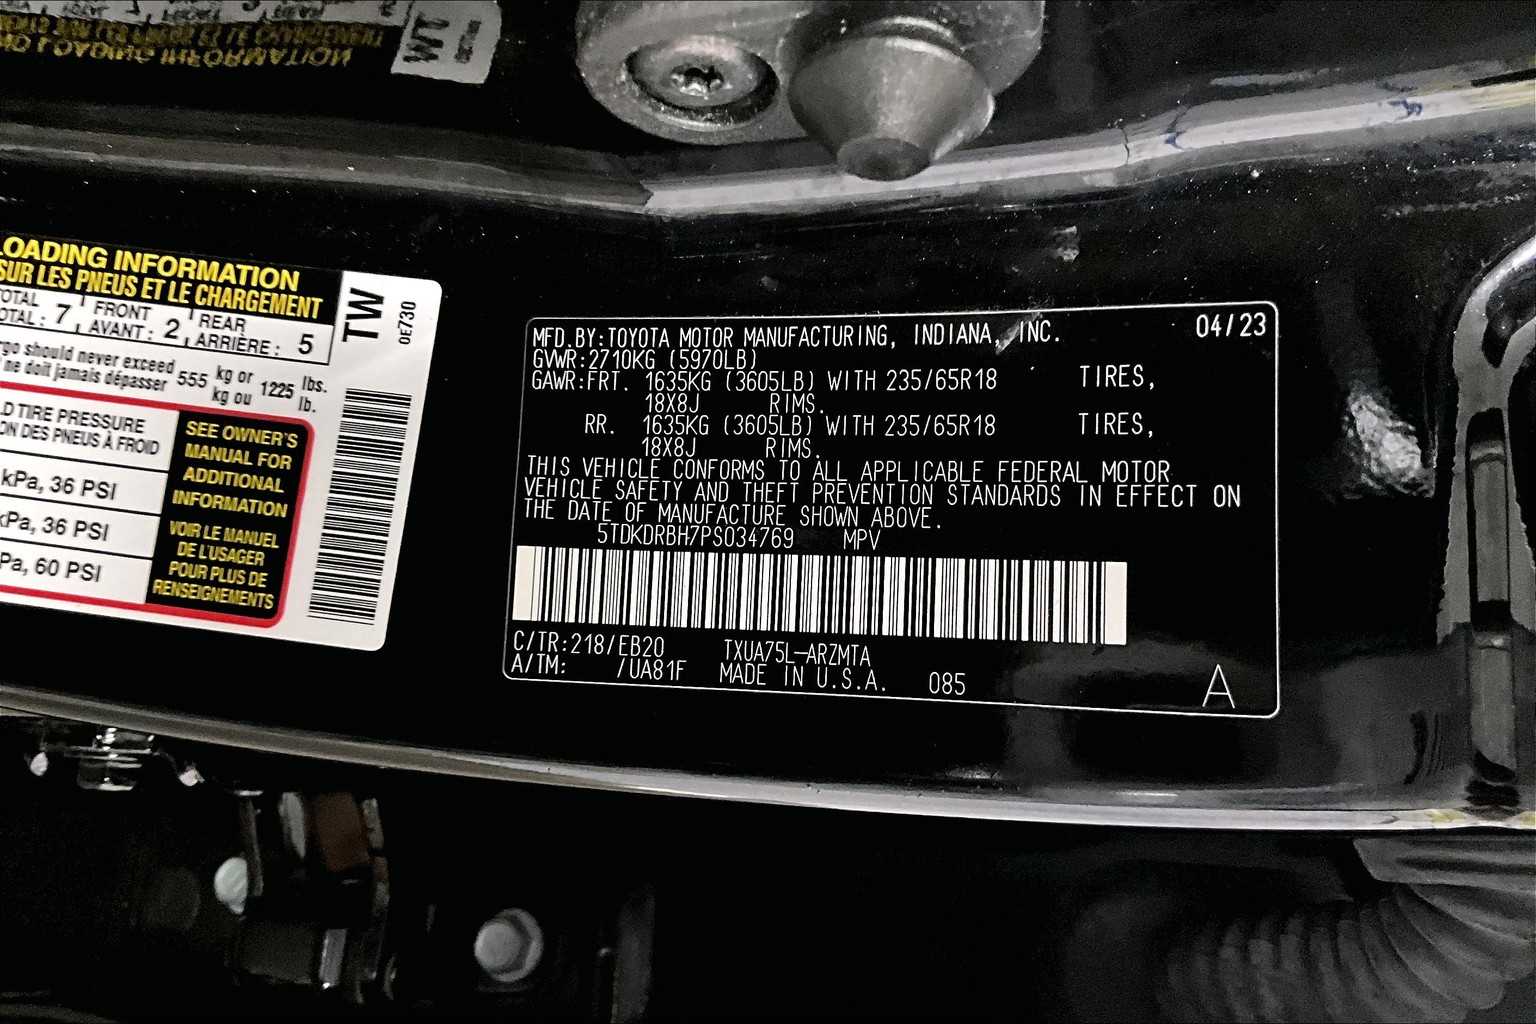 LOADING INFORMATION
SUR LES PNEUS ET LE CHARGEMENT
TOTAL FRONT REAR
TOTAL : 7, AVANT : 2, ARRIÈRE : 5
should never exceed 555 kg or 1225 lbs.
ne doit jamais dépasser kg ou lb.
TIRE PRESSURE
DES PNEUS À FROID
kPa, 36 PSI
kPa, 36 PSI
kPa, 60 PSI
SEE OWNER'S
MANUAL FOR
ADDITIONAL
INFORMATION
VOIR LE MANUEL
DE L'USAGER
POUR PLUS DE
RENSEIGNEMENTS
TW
0E730
MFD.BY:TOYOTA MOTOR MANUFACTURING, INDIANA, INC. 04/23
GVWR:2710KG (5970LB)
GAWR:FRT. 1635KG (3605LB) WITH 235/65R18 TIRES,
18X8J RIMS.
RR. 1635KG (3605LB) WITH 235/65R18 TIRES,
18X8J RIMS.
THIS VEHICLE CONFORMS TO ALL APPLICABLE FEDERAL MOTOR
VEHICLE SAFETY AND THEFT PREVENTION STANDARDS IN EFFECT ON
THE DATE OF MANUFACTURE SHOWN ABOVE.
5TDKDRBH7PS034769 MPV
C/TR:218/EB20 TXUA75L-ARZMTA
A/TM: /UA81F MADE IN U.S.A. 085
A